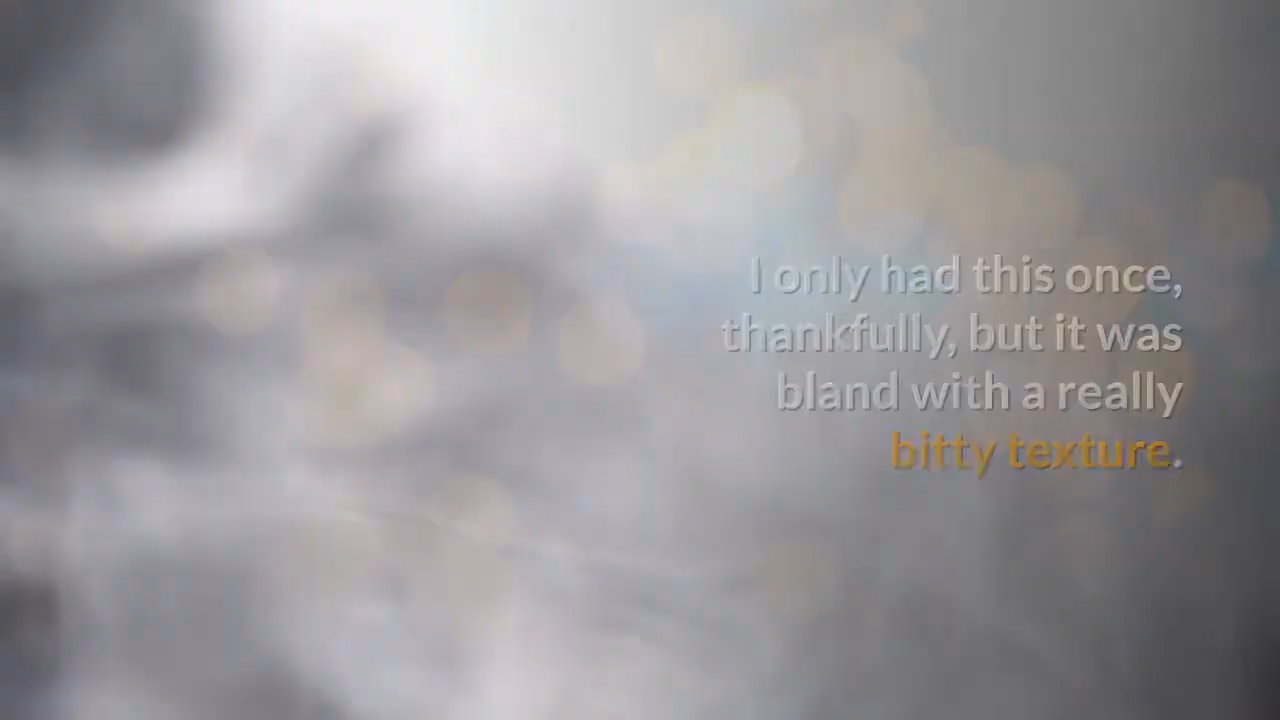 I only had this once,
thankfully, but it was
bland with a really
bitty texture.